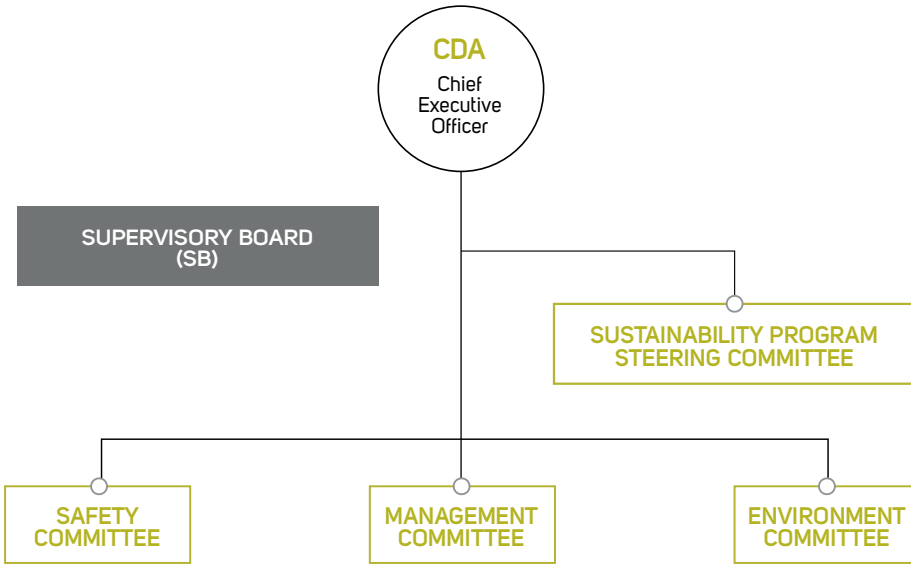 CDA
Chief
Executive
Officer
SUPERVISORY BOARD
(SB)
SUSTAINABILITY PROGRAM
STEERING COMMITTEE
SAFETY
COMMITTEE
MANAGEMENT
COMMITTEE
ENVIRONMENT
COMMITTEE